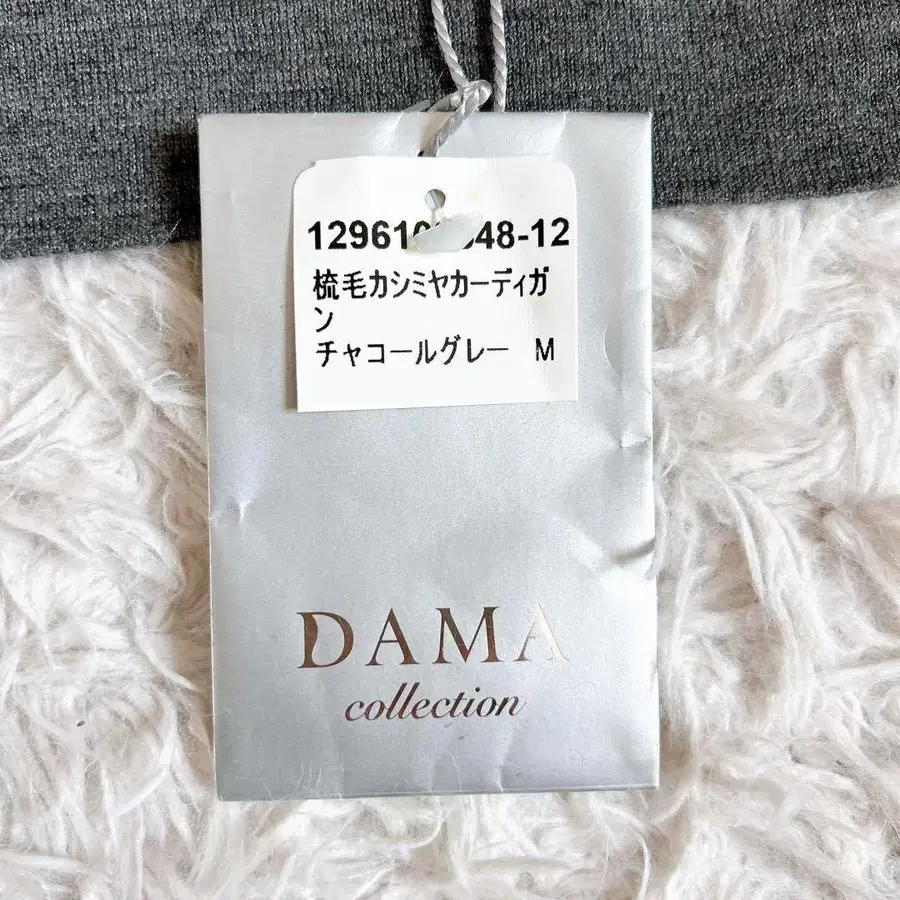 梳毛カシミヤカーディガ
ン
チャコールグレー M
DAMA
collection